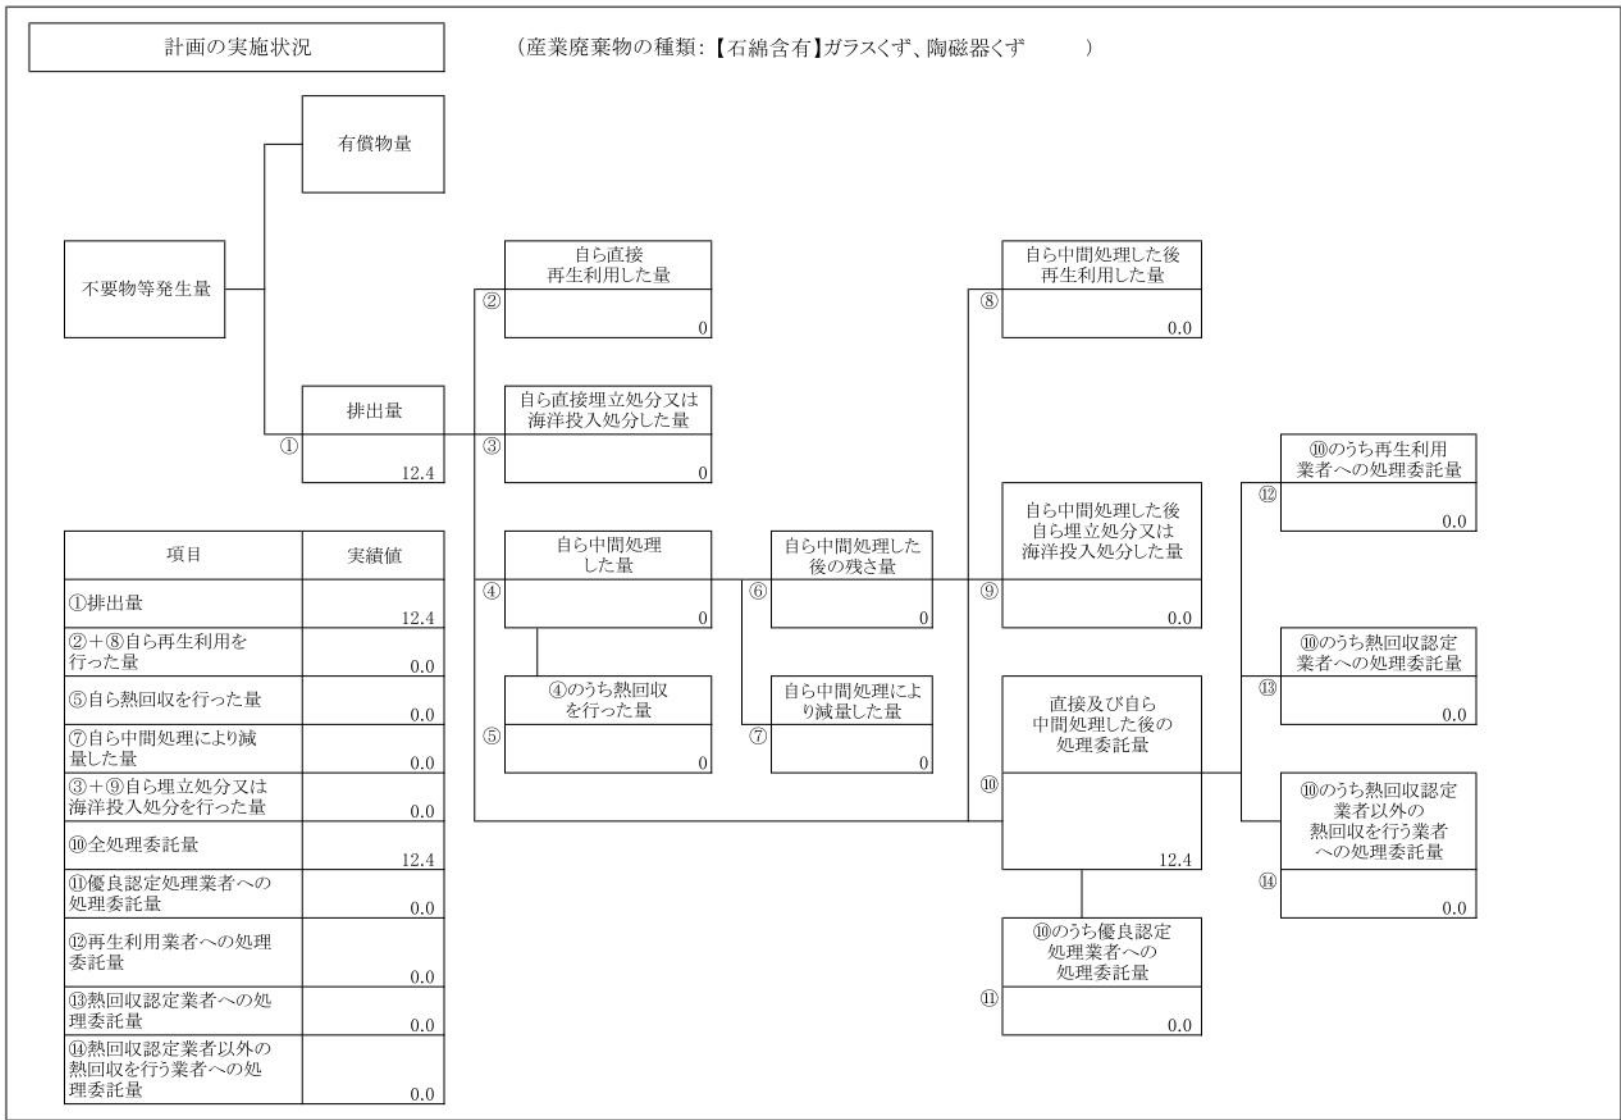 計画の実施状況
(産業廃棄物の種類:【石綿含有】ガラスくず、陶磁器くず )
有償物量
不要物等発生量
排出量
①
12.4
自ら直接
再生利用した量
②
0
自ら直接埋立処分又は
海洋投入処分した量
③
0
自ら中間処理
した量
④
0
④のうち熱回収
を行った量
⑤
0
自ら中間処理した
後の残さ量
⑥
0
自ら中間処理によ
り減量した量
⑦
0
自ら中間処理した後
再生利用した量
⑧
0.0
自ら中間処理した後
自ら埋立処分又は
海洋投入処分した量
⑨
0.0
直接及び自ら
中間処理した後の
処理委託量
⑩
12.4
⑩のうち優良認定
処理業者への
処理委託量
⑪
0.0
⑩のうち再生利用
業者への処理委託量
⑫
0.0
⑩のうち熱回収認定
業者への処理委託量
⑬
0.0
⑩のうち熱回収認定
業者以外の
熱回収を行う業者
への処理委託量
⑭
0.0
項目 実績値
①排出量
12.4
②+⑧自ら再生利用を
行った量
0.0
⑤自ら熱回収を行った量
0.0
⑦自ら中間処理により減
量した量
0.0
③+⑨自ら埋立処分又は
海洋投入処分を行った量
0.0
⑩全処理委託量
12.4
⑪優良認定処理業者への
処理委託量
0.0
⑫再生利用業者への処理
委託量
0.0
⑬熱回収認定業者への処
理委託量
0.0
⑭熱回収認定業者以外の
熱回収を行う業者への処
理委託量
0.0